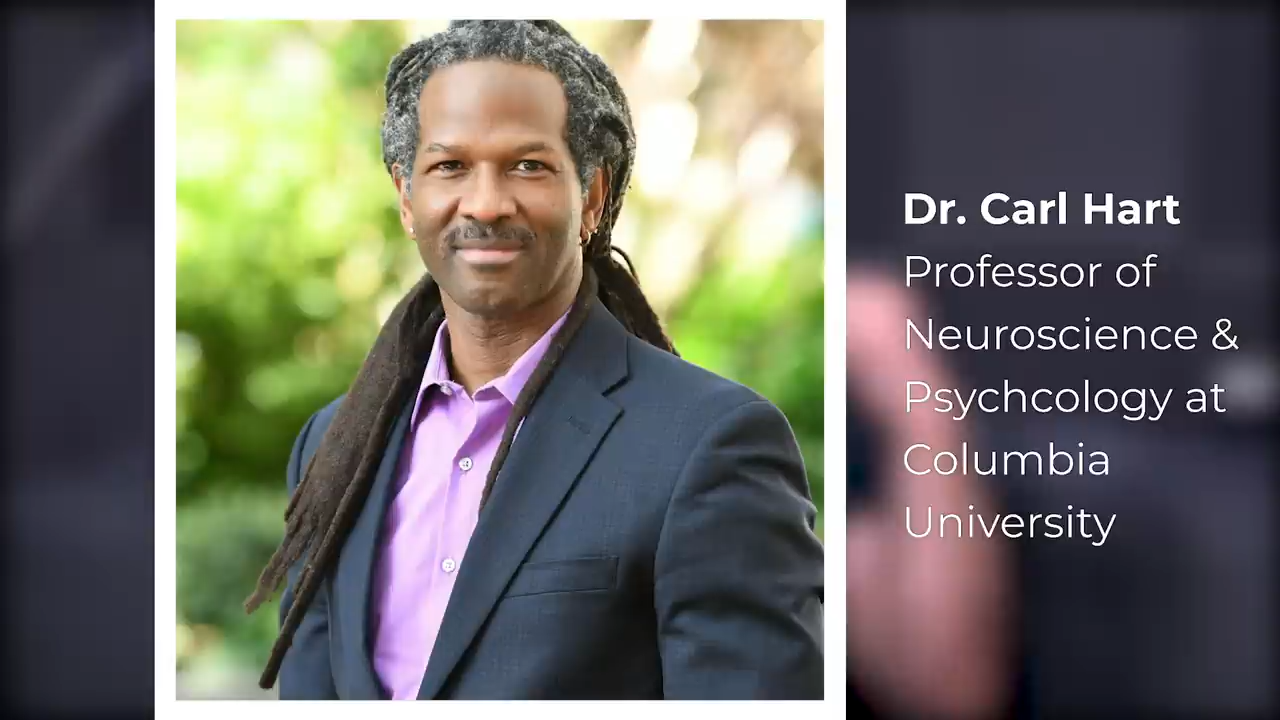 Dr. Carl Hart
Professor of
Neuroscience &
Psychcology at
Columbia
University